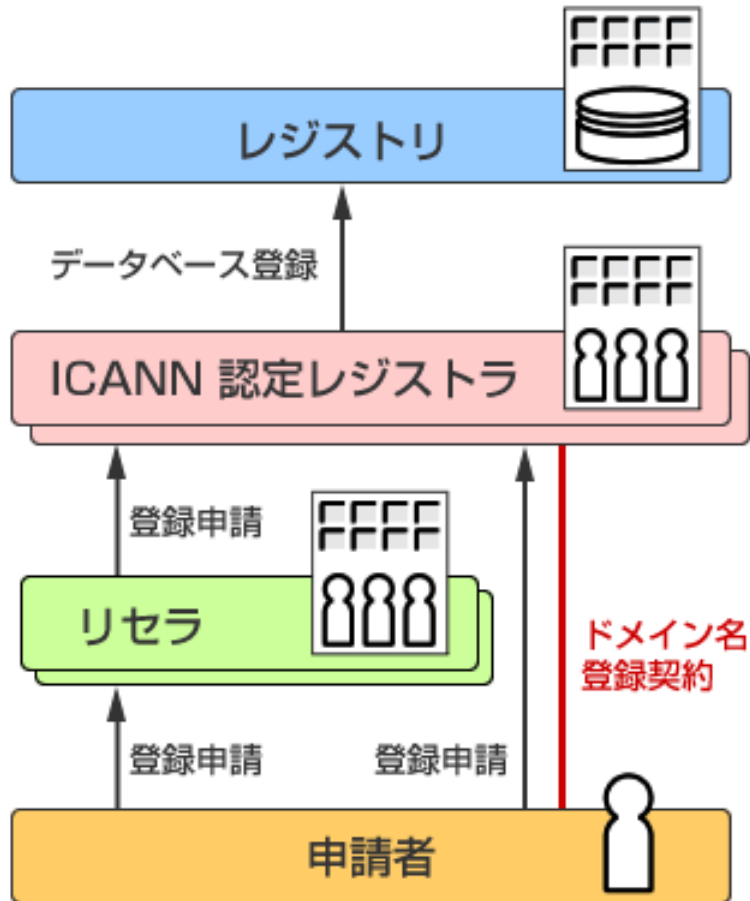 レジストリ
データベース登録
ICANN 認定レジストラ
登録申請
リセラ
ドメイン名
登録契約
登録申請
登録申請
申請者